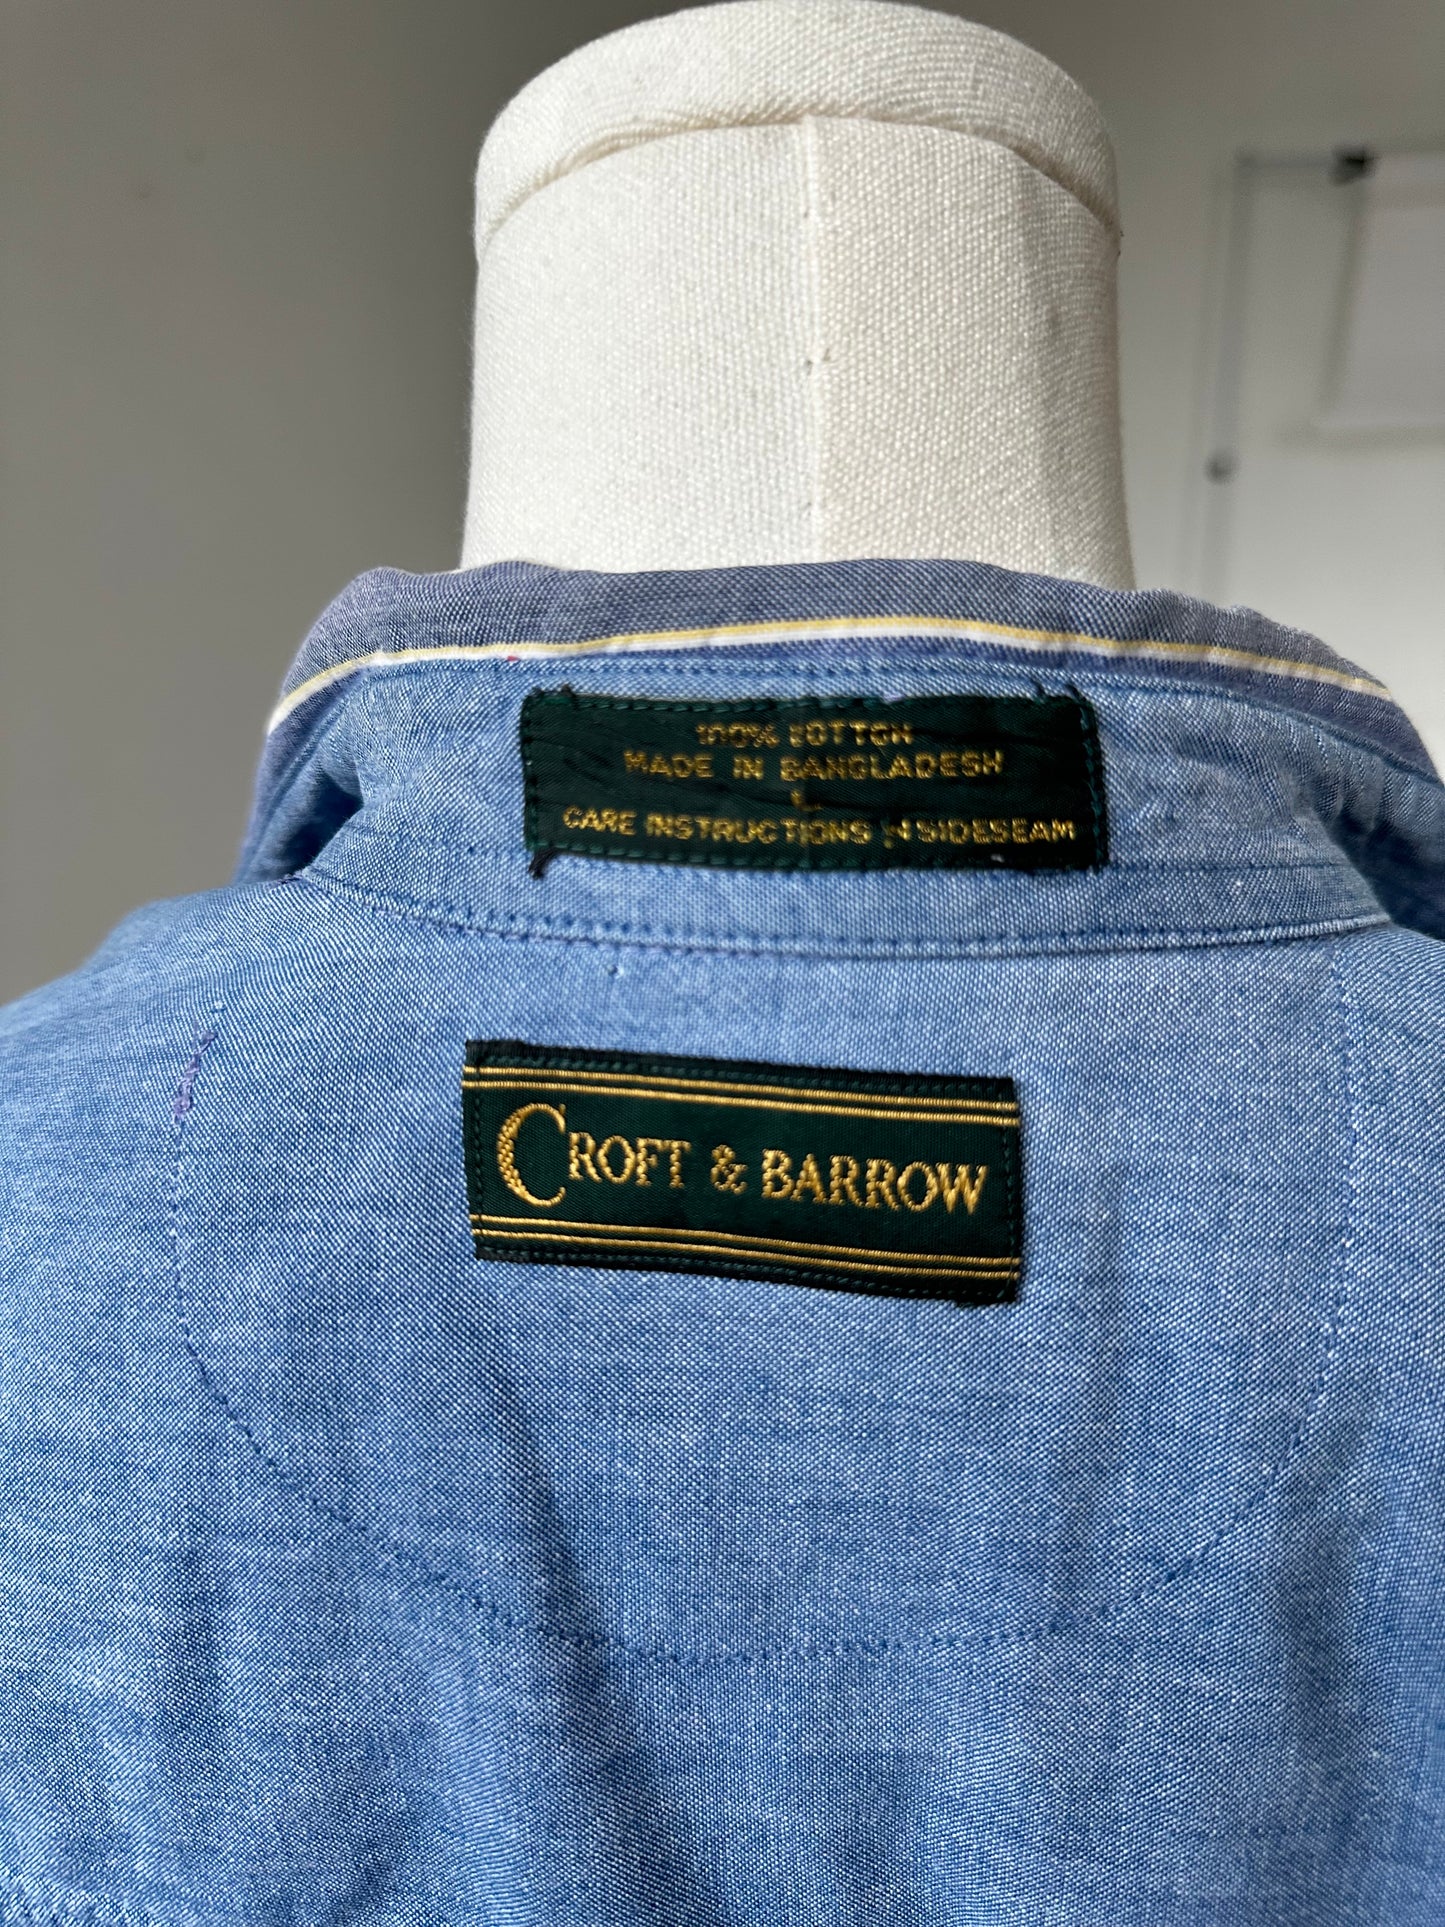 100% COTTON
MADE IN BANGLADESH
L
CARE INSTRUCTIONS IN SIDESEAM
CROFT & BARROW